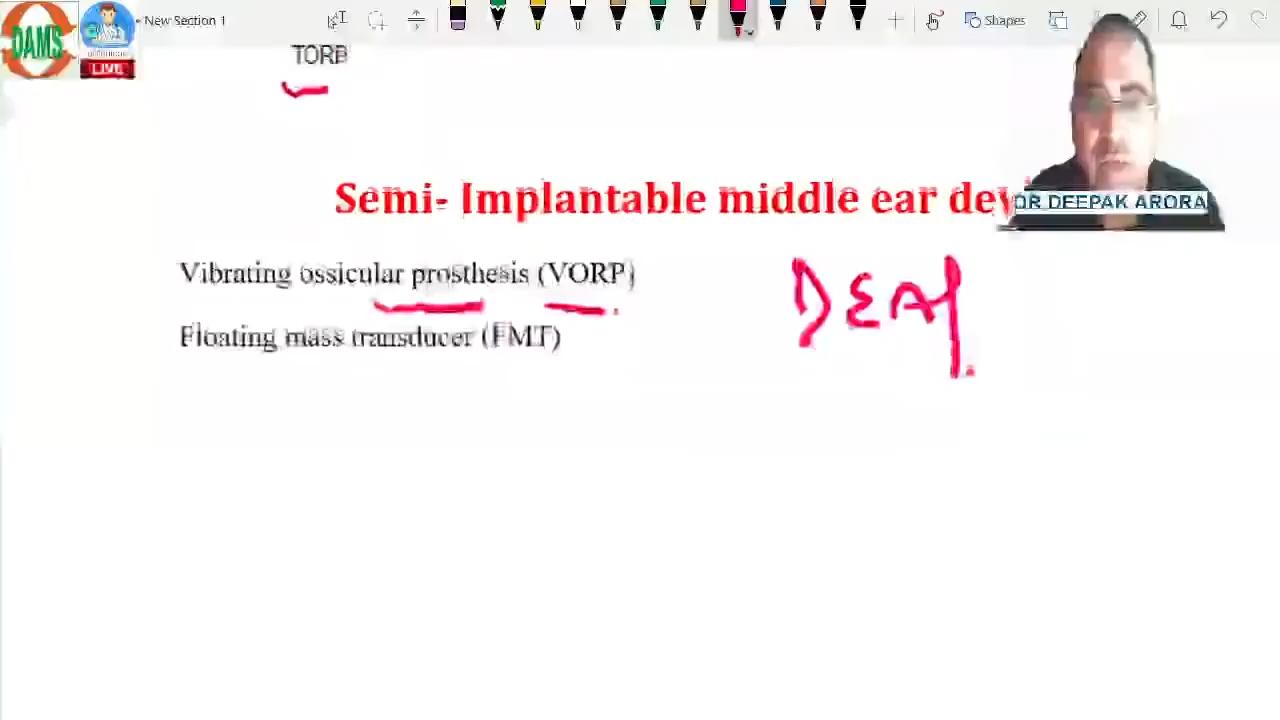 DAMS
LIVE
New Section 1
Shapes
TORP
Semi- Implantable middle ear
DR DEEPAK ARORA
Vibrating ossicular prosthesis (VORP)
DEAF
Floating mass transducer (FMT)